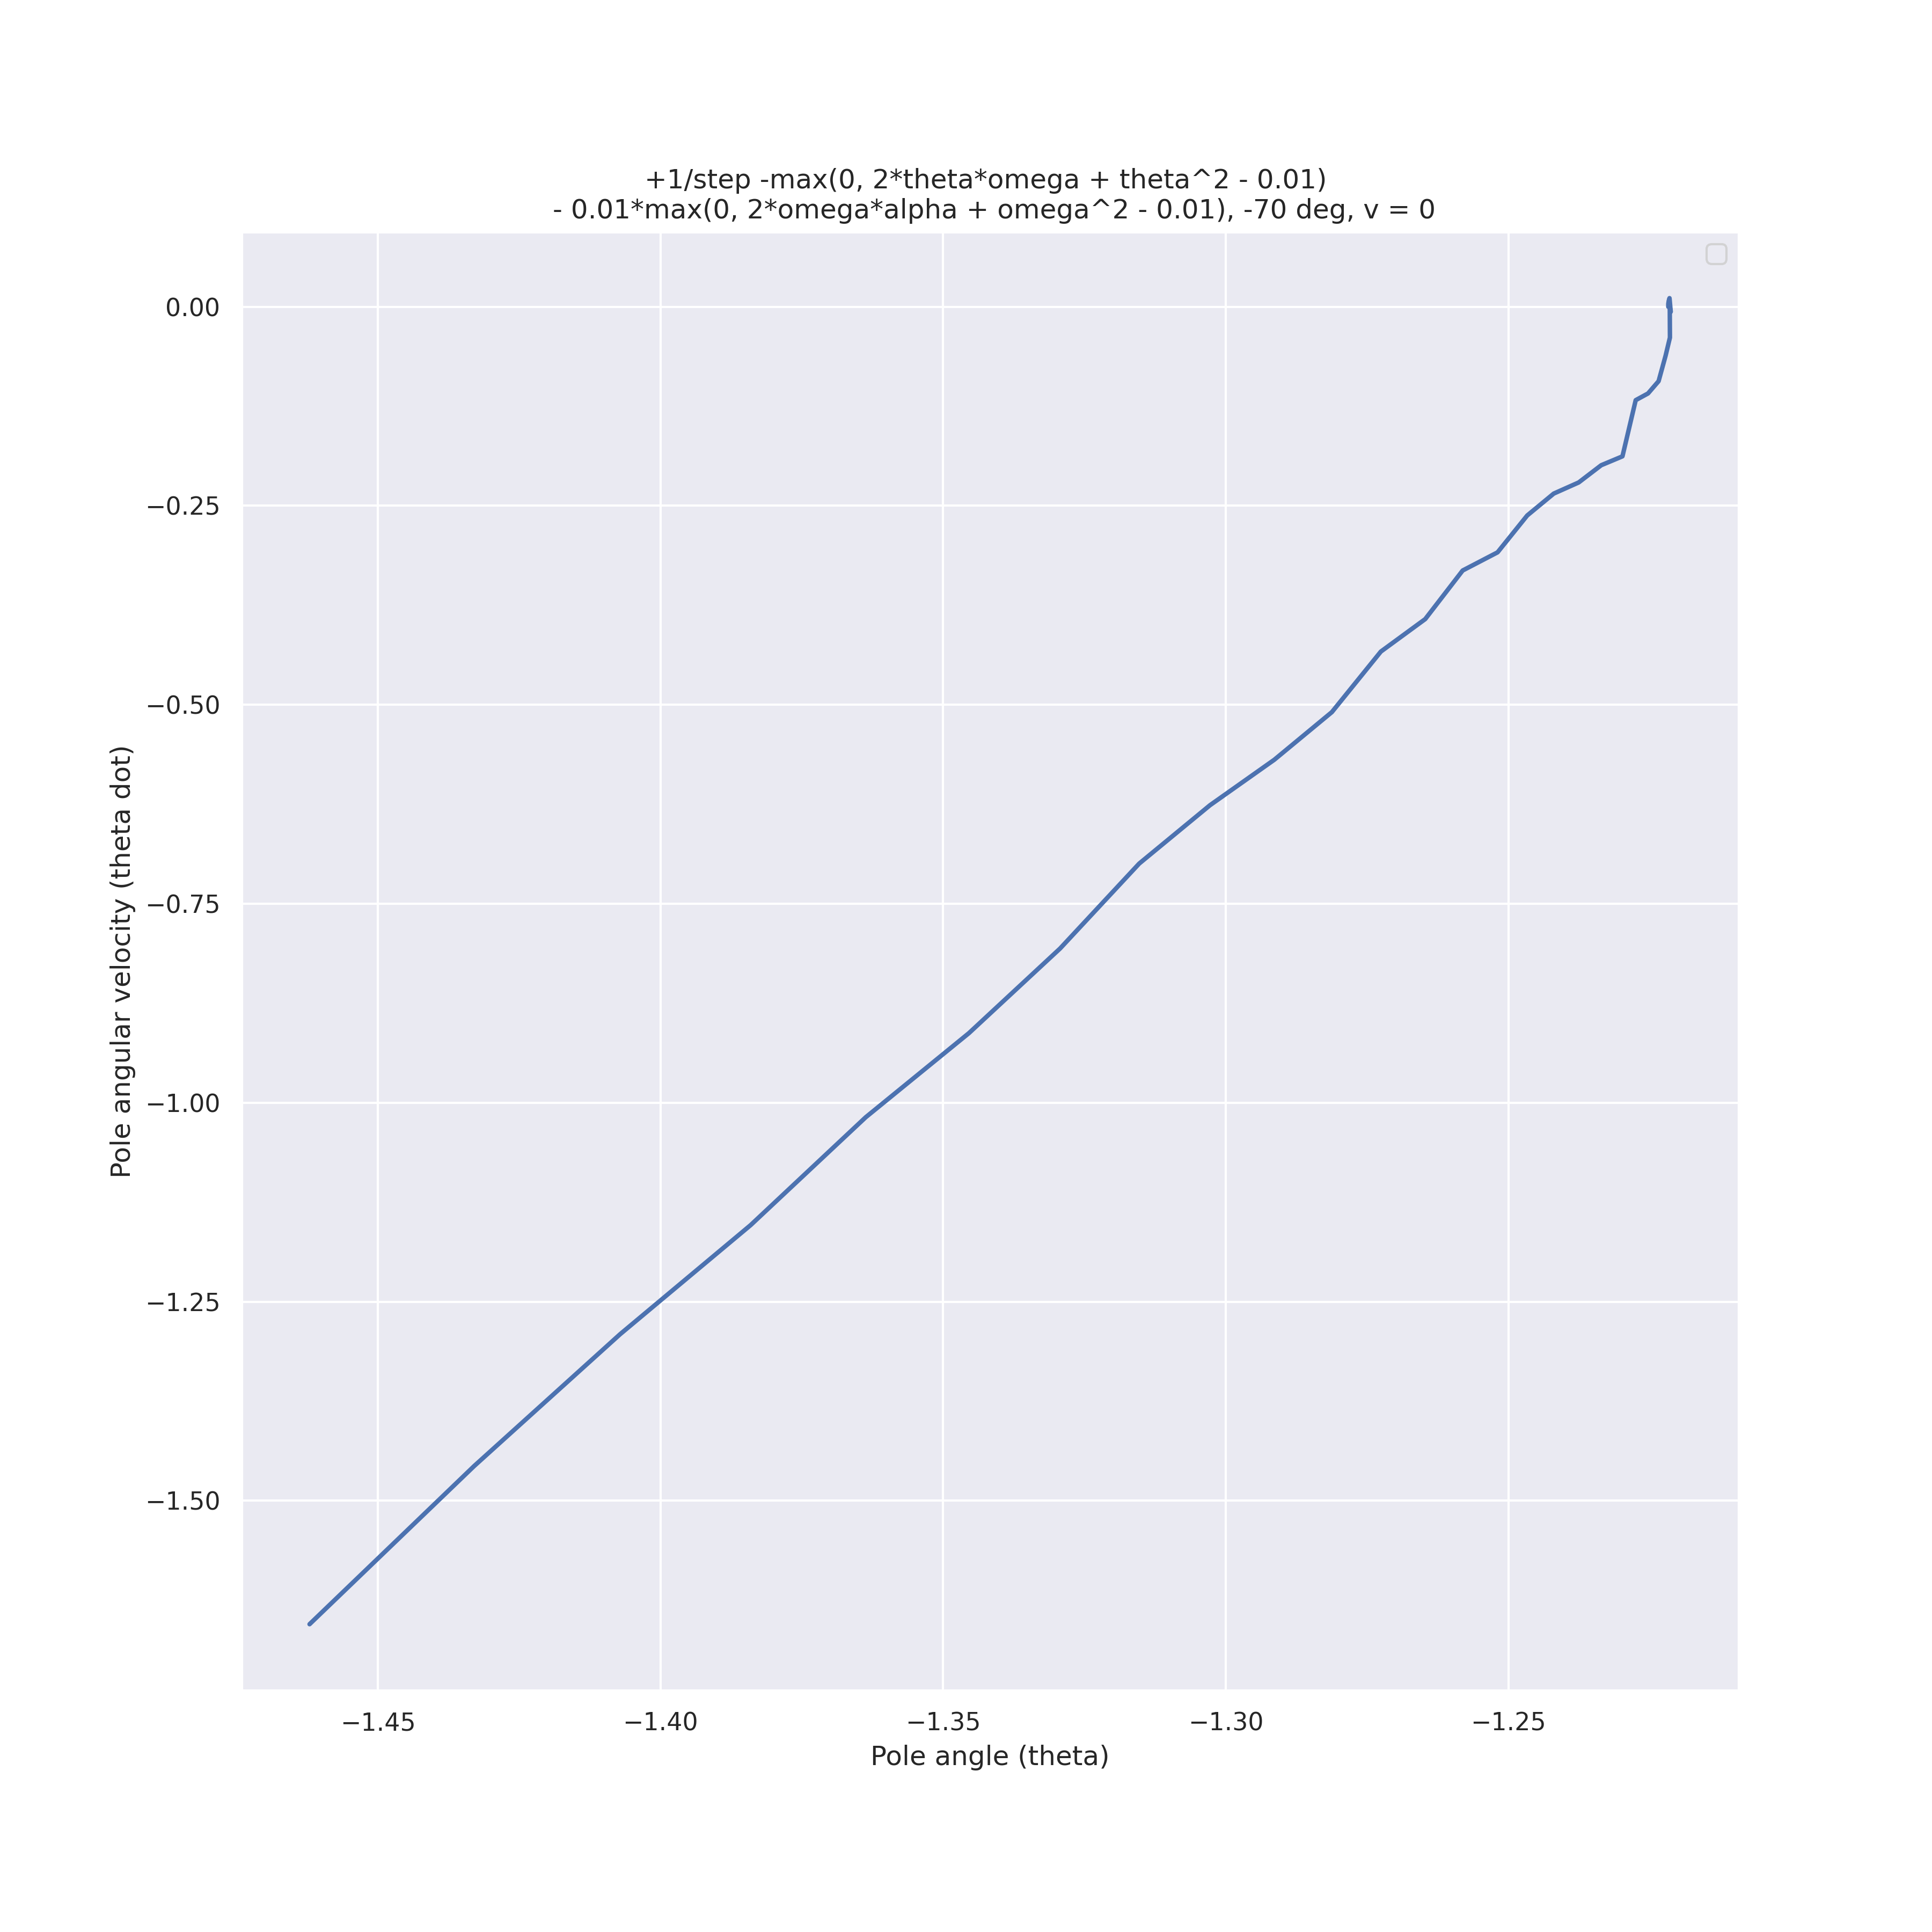 +1/step -max(0, 2*theta*omega + theta^2 - 0.01)
- 0.01*max(0, 2*omega*alpha + omega^2 - 0.01), -70 deg, v = 0
0.00
−0.25
−0.50
−0.75
−1.00
−1.25
−1.50
Pole angular velocity (theta dot)
−1.45 −1.40 −1.35 −1.30 −1.25
Pole angle (theta)